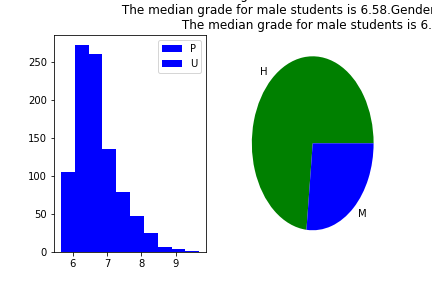 The median grade for male students is 6.58.Gender
The median grade for male students is 6.
P
U
250
200
150
100
50
0
6
7
8
9
H
M